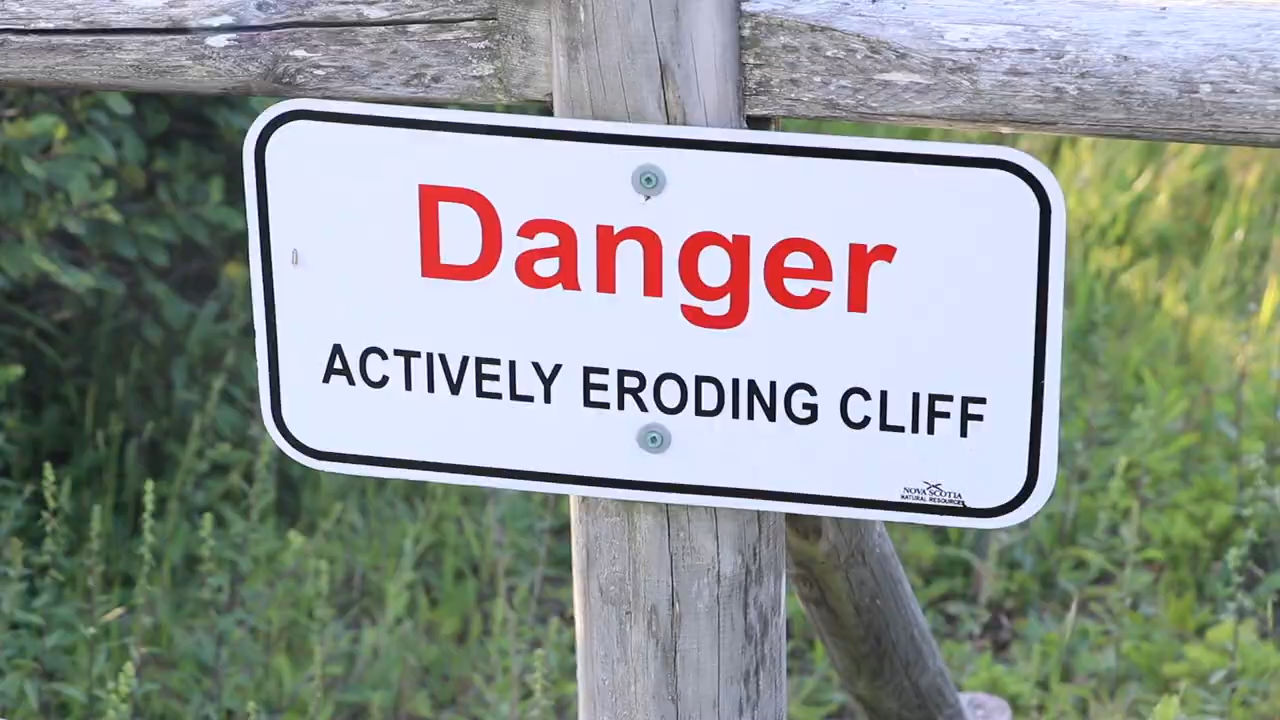 Danger
ACTIVELY ERODING CLIFF
NOVA SCOTIA
NATURAL RESOURCES